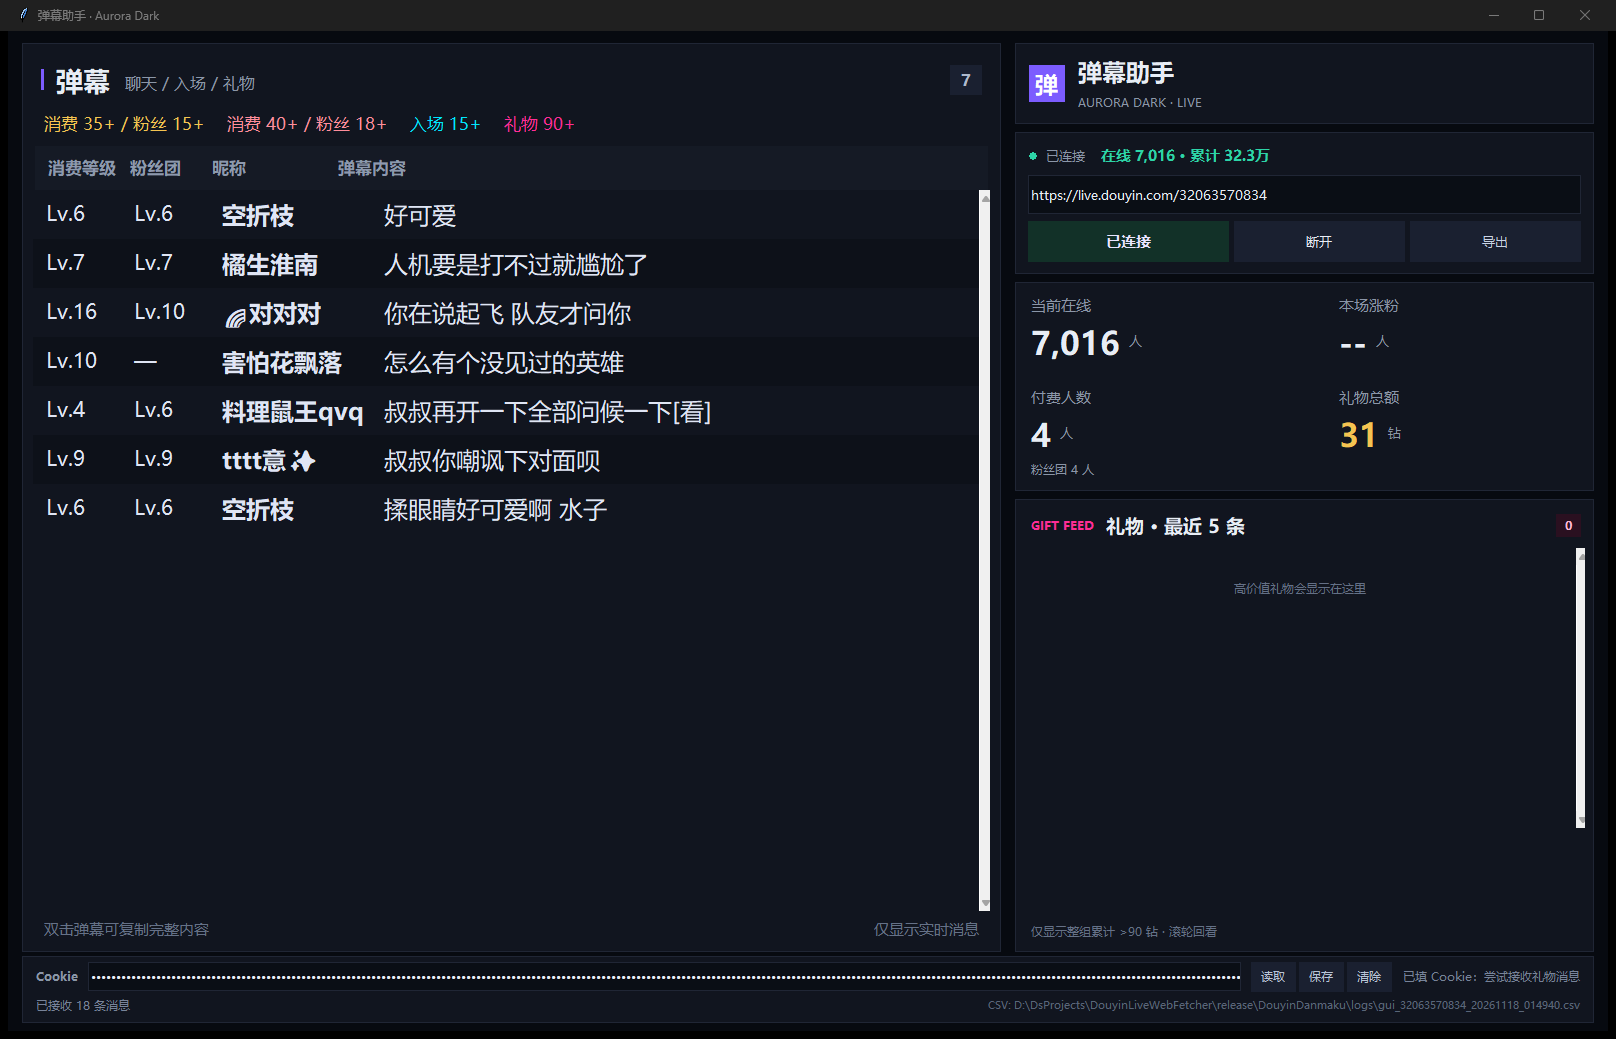 弹幕助手 · Aurora Dark
弹幕 聊天 / 入场 / 礼物 7
消费 35+ / 粉丝 15+ 消费 40+ / 粉丝 18+ 入场 15+ 礼物 90+
消费等级 粉丝团 昵称 弹幕内容
Lv.6 Lv.6 空折枝 好可爱
Lv.7 Lv.7 橘生淮南 人机要是打不过就尴尬了
Lv.16 Lv.10 🌈对对对 你在说起飞 队友才问你
Lv.10 — 害怕花飘落 怎么有个没见过的英雄
Lv.4 Lv.6 料理鼠王qvq 叔叔再开一下全部问候一下[看]
Lv.9 Lv.9 tttt意✨ 叔叔你嘲讽下对面呗
Lv.6 Lv.6 空折枝 揉眼睛好可爱啊 水子
双击弹幕可复制完整内容 仅显示实时消息
弹 弹幕助手
AURORA DARK · LIVE
已连接 在线 7,016 • 累计 32.3万
https://live.douyin.com/32063570834
已连接 断开 导出
当前在线 本场涨粉
7,016 人 -- 人
付费人数 礼物总额
4 人 31 钻
粉丝团 4 人
GIFT FEED 礼物 • 最近 5 条 0
高价值礼物会显示在这里
仅显示整组累计 >90 钻 · 滚轮回看
Cookie 读取 保存 清除 已填 Cookie：尝试接收礼物消息
已接收 18 条消息 CSV: D:\DsProjects\DouyinLiveWebFetcher\release\DouyinDanmaku\logs\gui_32063570834_20261118_014940.csv